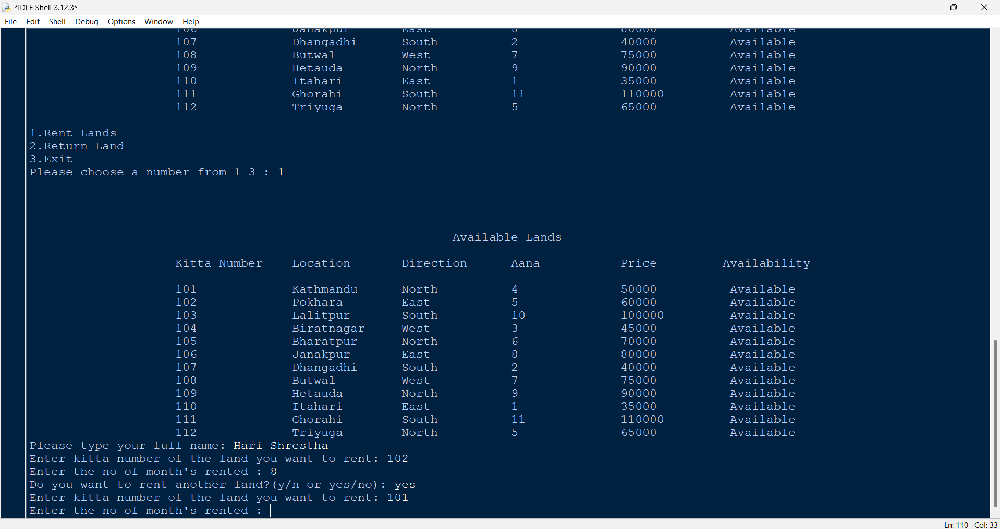 *IDLE Shell 3.12.3*
File Edit Shell Debug Options Window Help
106 Janakpur East 8 80000 Available
107 Dhangadhi South 2 40000 Available
108 Butwal West 7 75000 Available
109 Hetauda North 9 90000 Available
110 Itahari East 1 35000 Available
111 Ghorahi South 11 110000 Available
112 Triyuga North 5 65000 Available
1.Rent Lands
2.Return Land
3.Exit
Please choose a number from 1-3 : 1
Available Lands
Kitta Number Location Direction Aana Price Availability
101 Kathmandu North 4 50000 Available
102 Pokhara East 5 60000 Available
103 Lalitpur South 10 100000 Available
104 Biratnagar West 3 45000 Available
105 Bharatpur North 6 70000 Available
106 Janakpur East 8 80000 Available
107 Dhangadhi South 2 40000 Available
108 Butwal West 7 75000 Available
109 Hetauda North 9 90000 Available
110 Itahari East 1 35000 Available
111 Ghorahi South 11 110000 Available
112 Triyuga North 5 65000 Available
Please type your full name: Hari Shrestha
Enter kitta number of the land you want to rent: 102
Enter the no of month's rented : 8
Do you want to rent another land?(y/n or yes/no): yes
Enter kitta number of the land you want to rent: 101
Enter the no of month's rented :
Ln: 110 Col: 33